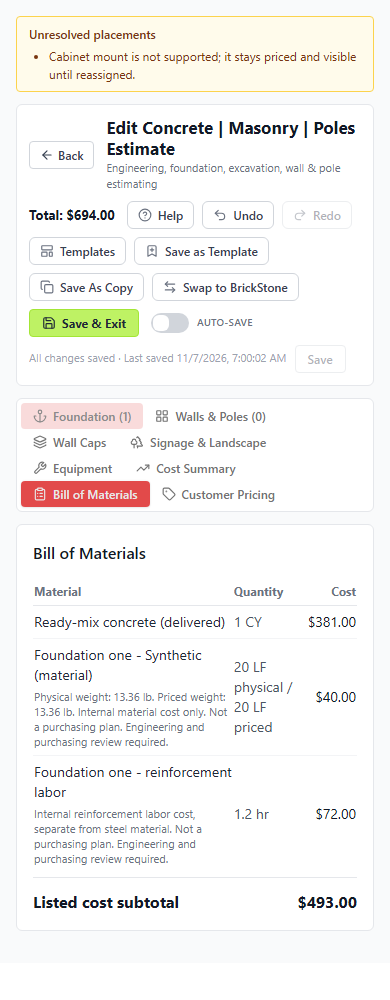 Unresolved placements
• Cabinet mount is not supported; it stays priced and visible
until reassigned.
Back
Edit Concrete | Masonry | Poles
Estimate
Engineering, foundation, excavation, wall & pole
estimating
Total: $694.00
Help
Undo
Redo
Templates
Save as Template
Save As Copy
Swap to BrickStone
Save & Exit
AUTO-SAVE
All changes saved · Last saved 11/7/2026, 7:00:02 AM
Save
Foundation (1)
Walls & Poles (0)
Wall Caps
Signage & Landscape
Equipment
Cost Summary
Bill of Materials
Customer Pricing
Bill of Materials
Material Quantity Cost
Ready-mix concrete (delivered) 1 CY $381.00
Foundation one - Synthetic
(material)
Physical weight: 13.36 lb. Priced weight:
13.36 lb. Internal material cost only. Not
a purchasing plan. Engineering and
purchasing review required.
20 LF
physical /
20 LF
priced
$40.00
Foundation one - reinforcement
labor
Internal reinforcement labor cost,
separate from steel material. Not a
purchasing plan. Engineering and
purchasing review required.
1.2 hr
$72.00
Listed cost subtotal $493.00